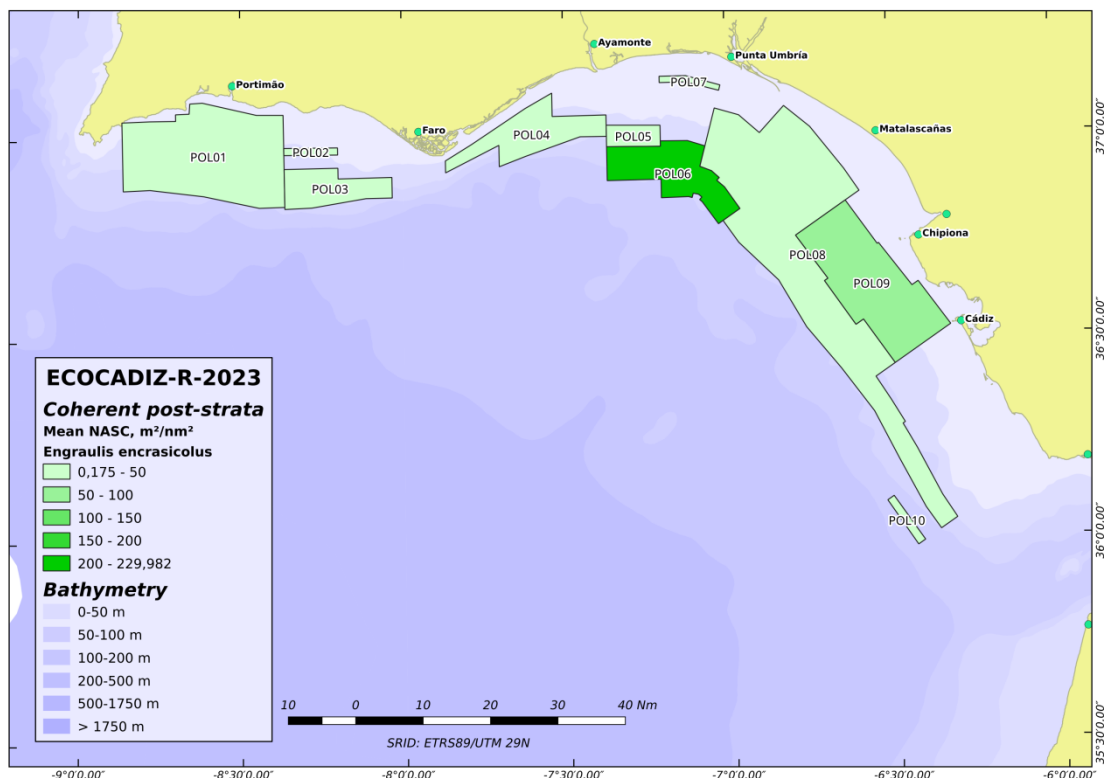 Ayamonte
Punta Umbría
Portimão
POL07
Faro
Matalascañas
37°0'0.00"
POL04
POL05
POL02
POL01
POL06
POL03
Chipiona
POL08
POL09
Cádiz
36°30'0.00"
ECOCADIZ-R-2023
Coherent post-strata
Mean NASC, m²/nm²
Engraulis encrasicolus
0,175 - 50
50 - 100
100 - 150
150 - 200
200 - 229,982
Bathymetry
0-50 m
50-100 m
100-200 m
200-500 m
500-1750 m
> 1750 m
POL10
36°0'0.00"
10 0 10 20 30 40 Nm
SRID: ETRS89/UTM 29N
35°30'0.00"
-9°0'0.00" -8°30'0.00" -8°0'0.00" -7°30'0.00" -7°0'0.00" -6°30'0.00" -6°0'0.00"